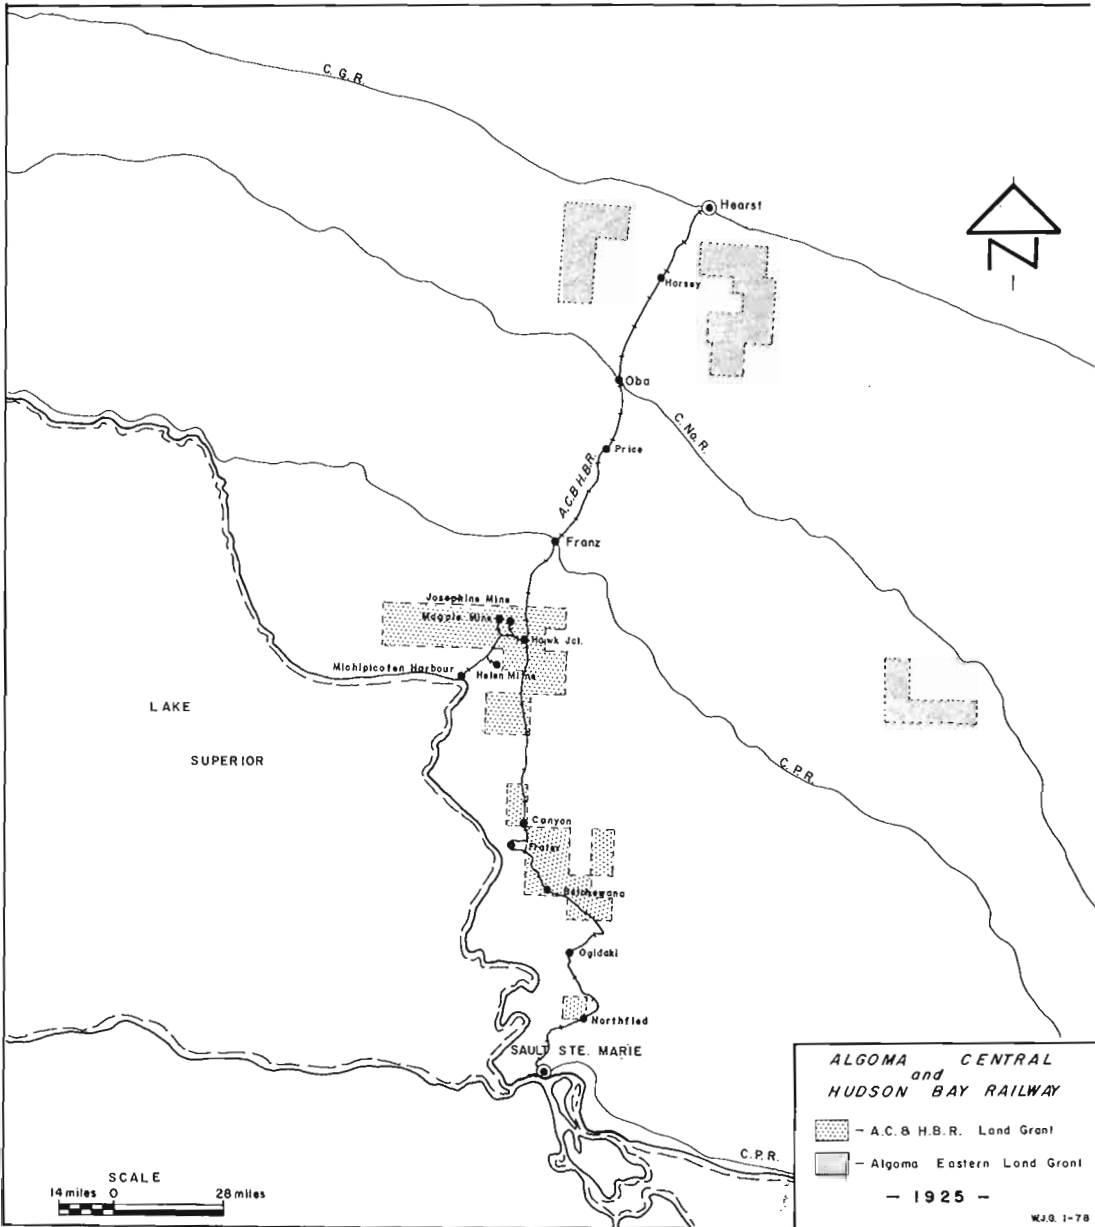 C. G. R.
Hearst
Horsey
Oba
C. No. R.
Price
A.C.B H.B.R.
Franz
Josephine Mine
Magpie Mine
Hawk Jct.
Michipicoten Harbour
Helen Mine
LAKE
SUPERIOR
C. P. R.
Canyon
Frater
Batchewana
Ogidaki
Northfled
SAULT STE. MARIE
C.P.R.
N
SCALE
14 miles 0 28 miles
ALGOMA CENTRAL
and
HUDSON BAY RAILWAY
- A.C. & H.B.R. Land Grant
- Algoma Eastern Land Grant
- 1925 -
W.J.G. 1-78